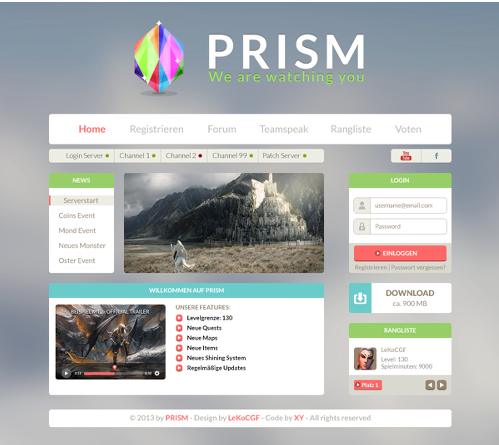 PRISM
We are watching you
Home Registrieren Forum Teamspeak Rangliste Voten
Login Server Channel 1 Channel 2 Channel 99 Patch Server
You Tube f
NEWS
Serverstart
Coins Event
Mond Event
Neues Monster
Oster Event
LOGIN
username@email.com
Password
EINLOGGEN
Registrieren | Passwort vergessen?
WILLKOMMEN AUF PRISM
OFFICIAL TRAILER
UNSERE FEATURES:
Levelgrenze: 130
Neue Quests
Neue Maps
Neue Items
Neues Shining System
Regelmäßige Updates
DOWNLOAD
ca. 900 MB
RANGLISTE
LeKoCGF
Level: 130
Spielminuten: 9000
Platz 1
© 2013 by PRISM - Design by LeKoCGF - Code by XY - All rights reserved